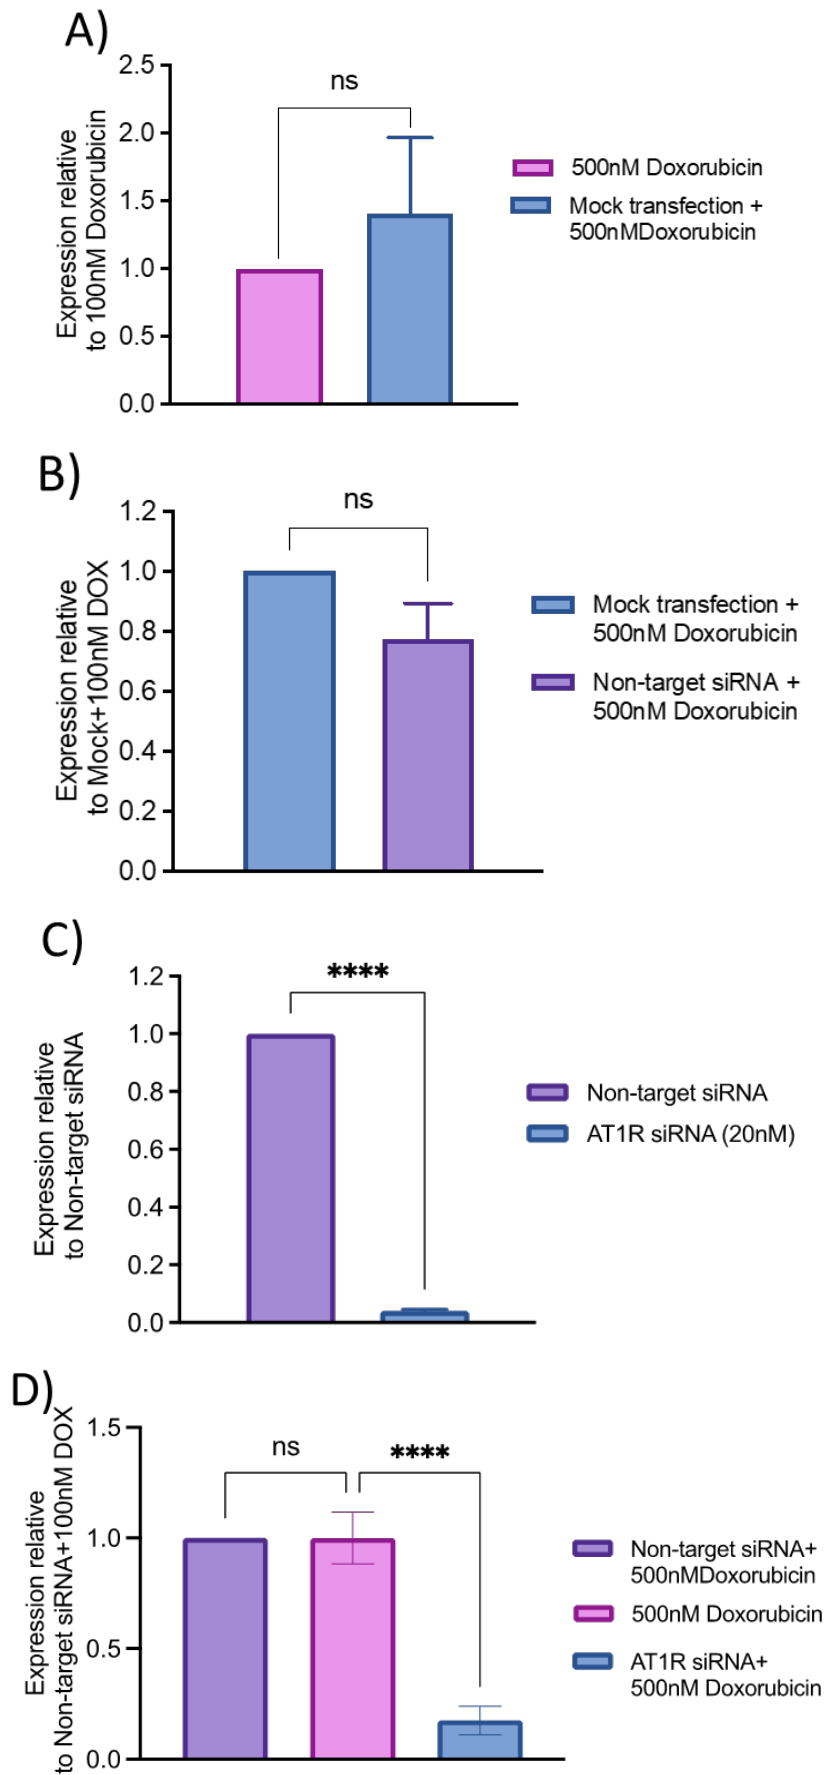 A)
Expression relative
to 100nM Doxorubicin
2.5
2.0
1.5
1.0
0.5
0.0
ns
500nM Doxorubicin
Mock transfection +
500nMDoxorubicin
B)
Expression relative
to Mock+100nM DOX
1.2
1.0
0.8
0.6
0.4
0.2
0.0
ns
Mock transfection +
500nM Doxorubicin
Non-target siRNA +
500nM Doxorubicin
C)
Expression relative
to Non-target siRNA
1.2
1.0
0.8
0.6
0.4
0.2
0.0
****
Non-target siRNA
AT1R siRNA (20nM)
D)
Expression relative
to Non-target siRNA+100nM DOX
1.5
1.0
0.5
0.0
ns
****
Non-target siRNA+
500nMDoxorubicin
500nM Doxorubicin
AT1R siRNA+
500nM Doxorubicin